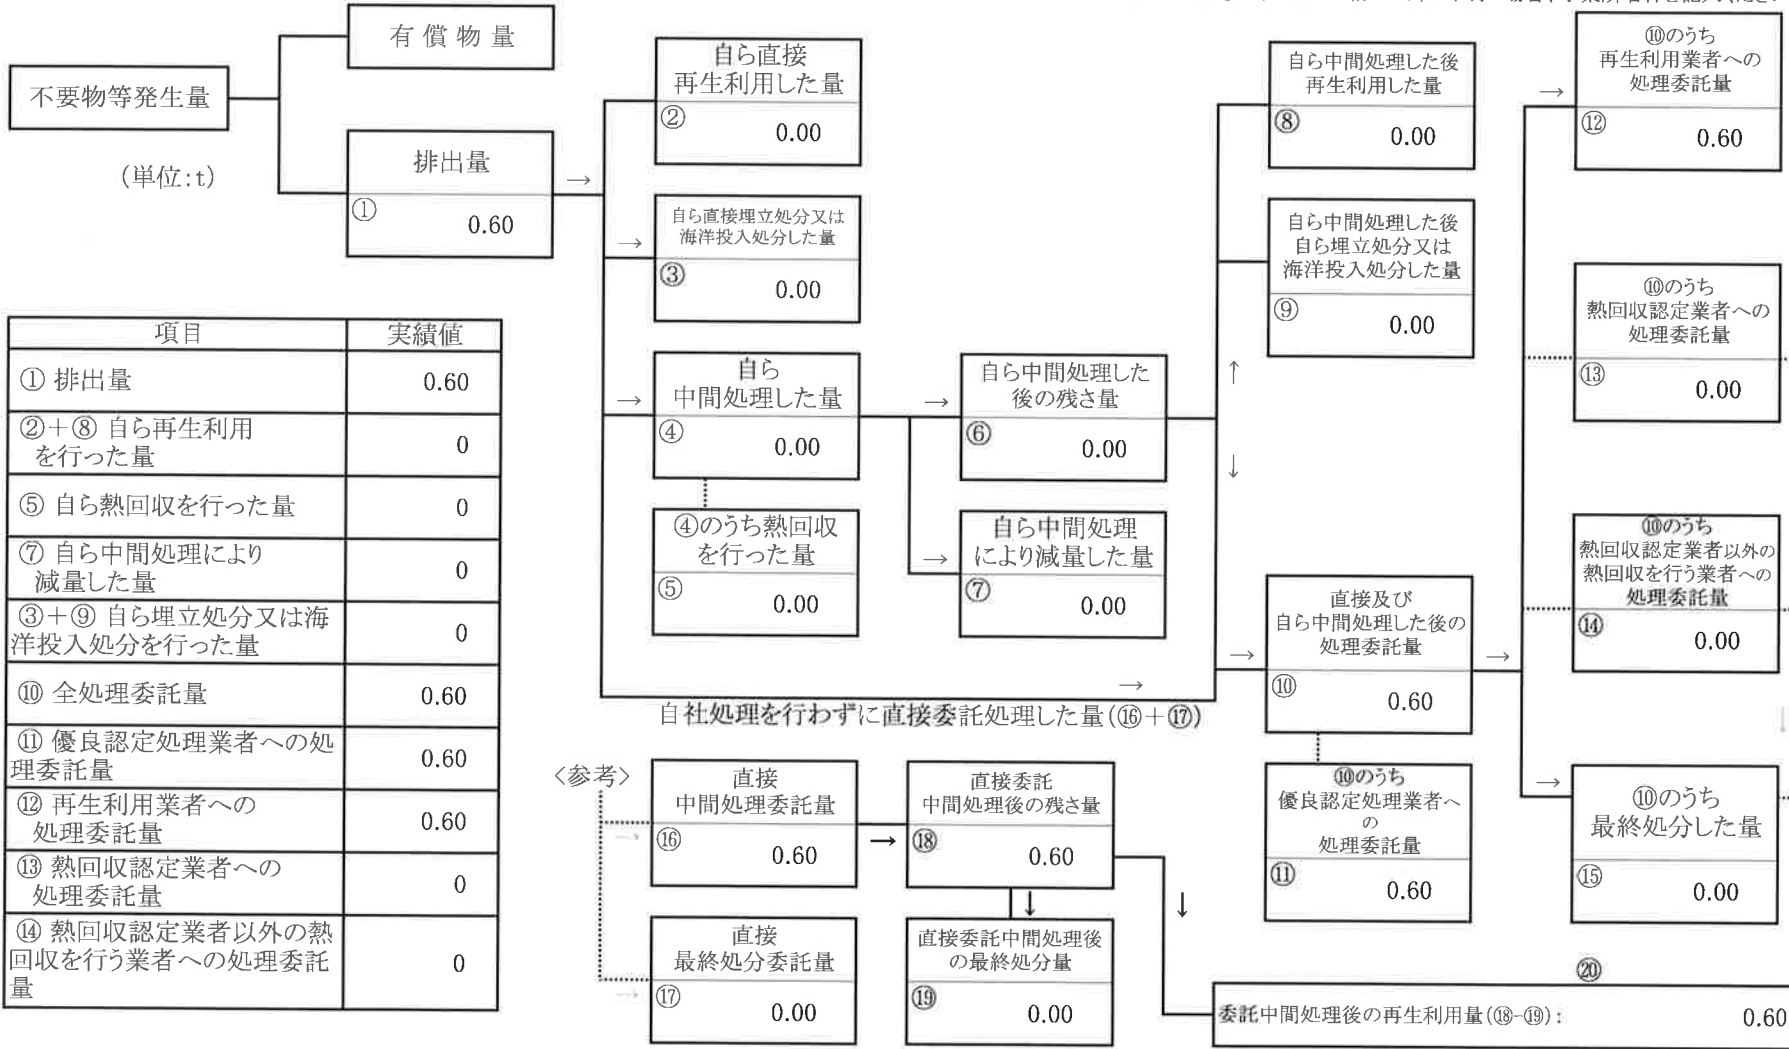 不要物等発生量
(単位:t)
有償物量
排出量
① 0.60
→
自ら直接
再生利用した量
② 0.00
→
自ら直接埋立処分又は
海洋投入処分した量
③ 0.00
→
自ら
中間処理した量
④ 0.00
④のうち熱回収
を行った量
⑤ 0.00
→
自ら中間処理した
後の残さ量
⑥ 0.00
→
自ら中間処理
により減量した量
⑦ 0.00
自ら中間処理した後
再生利用した量
⑧ 0.00
自ら中間処理した後
自ら埋立処分又は
海洋投入処分した量
⑨ 0.00
↑
↓
→
自社処理を行わずに直接委託処理した量(⑯+⑰)
→
直接及び
自ら中間処理した後の
処理委託量
⑩ 0.60
→
⑩のうち
優良認定処理業者へ
の
処理委託量
⑪ 0.60
→
⑩のうち
再生利用業者への
処理委託量
⑫ 0.60
⑩のうち
熱回収認定業者への
処理委託量
⑬ 0.00
⑩のうち
熱回収認定業者以外の
熱回収を行う業者への
処理委託量
⑭ 0.00
→
⑩のうち
最終処分した量
⑮ 0.00
項目 実績値
① 排出量 0.60
②+⑧ 自ら再生利用
を行った量 0
⑤ 自ら熱回収を行った量 0
⑦ 自ら中間処理により
減量した量 0
③+⑨ 自ら埋立処分又は海
洋投入処分を行った量 0
⑩ 全処理委託量 0.60
⑪ 優良認定処理業者への処
理委託量 0.60
⑫ 再生利用業者への
処理委託量 0.60
⑬ 熱回収認定業者への
処理委託量 0
⑭ 熱回収認定業者以外の熱
回収を行う業者への処理委託
量 0
<参考>
→
直接
中間処理委託量
⑯ 0.60
→
直接委託
中間処理後の残さ量
⑱ 0.60
→
直接
最終処分委託量
⑰ 0.00
↓
直接委託中間処理後
の最終処分量
⑲ 0.00
↓
⑳
委託中間処理後の再生利用量(⑱-⑲): 0.60